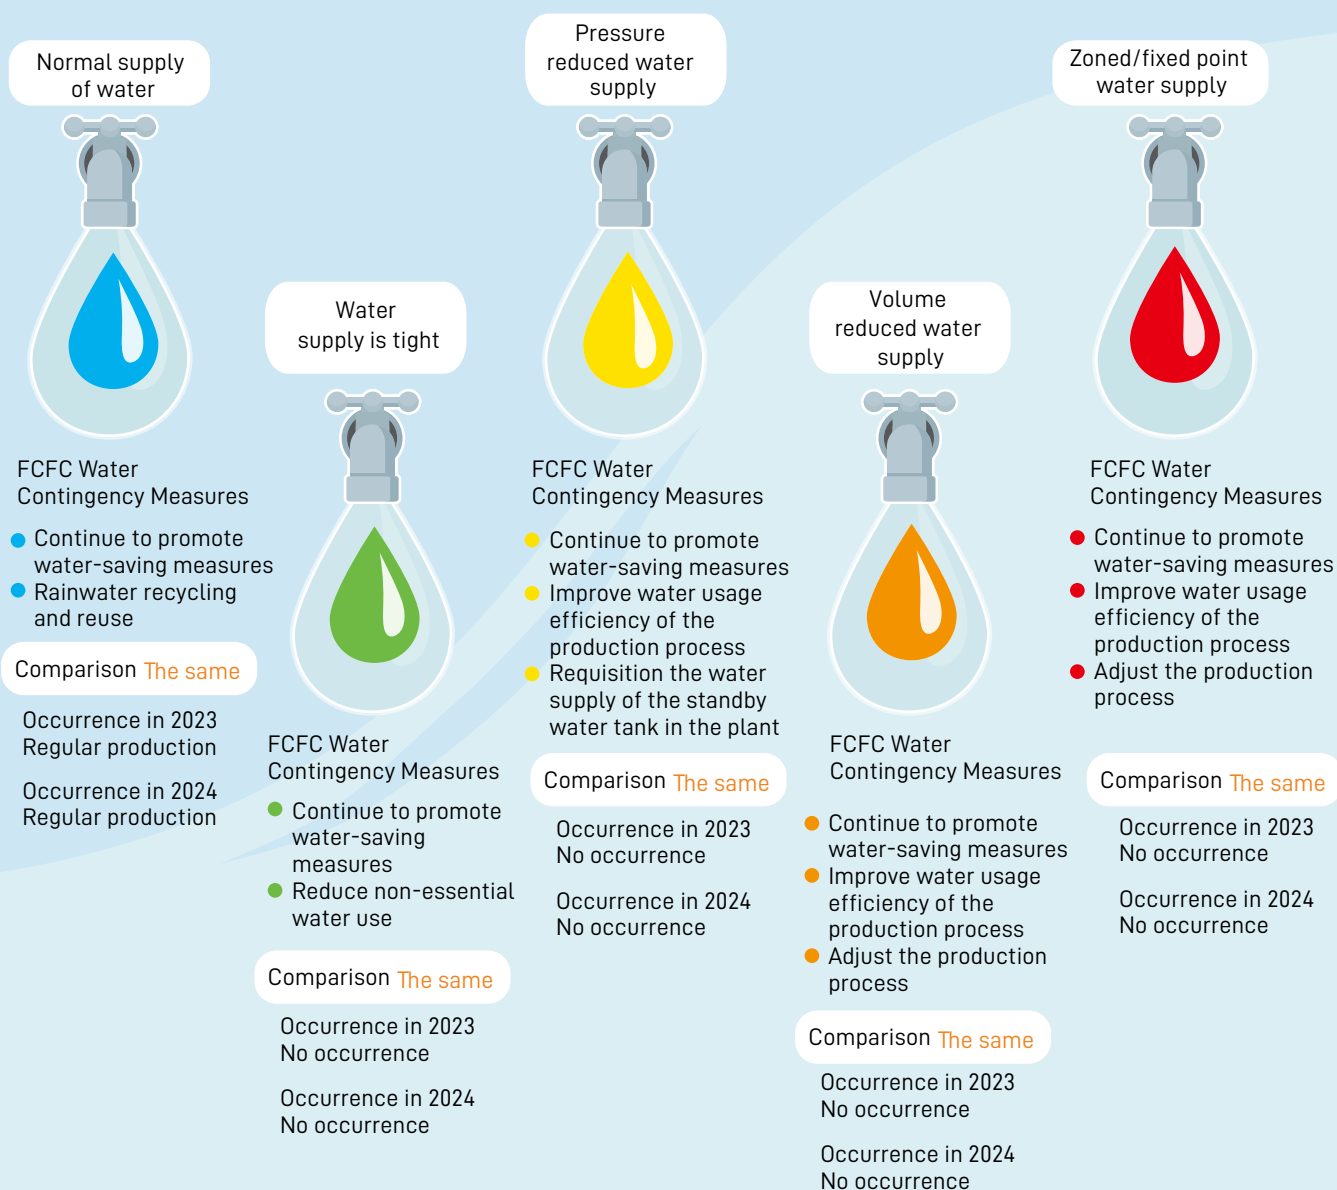 Normal supply
of water
FCFC Water
Contingency Measures
Continue to promote
water-saving measures
Rainwater recycling
and reuse
Comparison The same
Occurrence in 2023
Regular production
Occurrence in 2024
Regular production
Water
supply is tight
FCFC Water
Contingency Measures
Continue to promote
water-saving
measures
Reduce non-essential
water use
Comparison The same
Occurrence in 2023
No occurrence
Occurrence in 2024
No occurrence
Pressure
reduced water
supply
FCFC Water
Contingency Measures
Continue to promote
water-saving measures
Improve water usage
efficiency of the
production process
Requisition the water
supply of the standby
water tank in the plant
Comparison The same
Occurrence in 2023
No occurrence
Occurrence in 2024
No occurrence
Volume
reduced water
supply
FCFC Water
Contingency Measures
Continue to promote
water-saving measures
Improve water usage
efficiency of the
production process
Adjust the production
process
Comparison The same
Occurrence in 2023
No occurrence
Occurrence in 2024
No occurrence
Zoned/fixed point
water supply
FCFC Water
Contingency Measures
Continue to promote
water-saving measures
Improve water usage
efficiency of the
production process
Adjust the production
process
Comparison The same
Occurrence in 2023
No occurrence
Occurrence in 2024
No occurrence